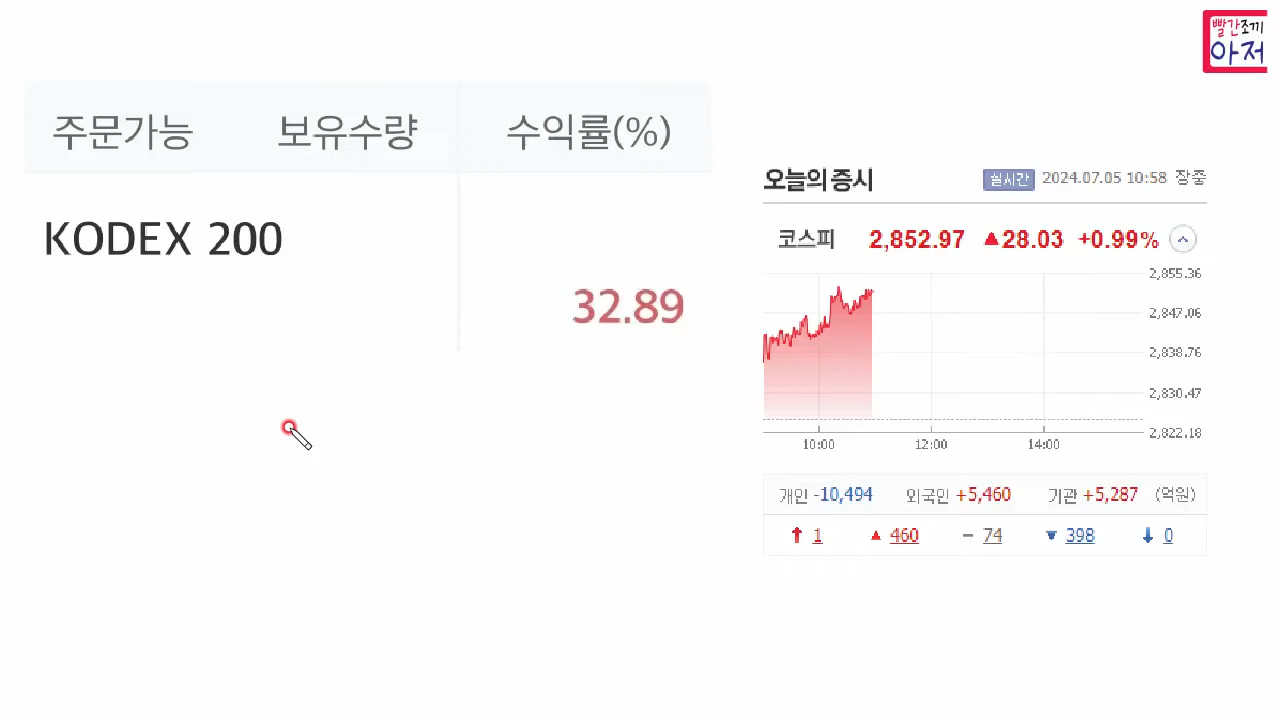 빨간조끼
아저
주문가능 보유수량 수익률(%)
KODEX 200
32.89
오늘의 증시 실시간 2024.07.05 10:58 장중
코스피 2,852.97 ▲28.03 +0.99%
2,855.36
2,847.06
2,838.76
2,830.47
2,822.18
10:00 12:00 14:00
개인 -10,494 외국인 +5,460 기관 +5,287 (억원)
↑ 1 ▲ 460 − 74 ▼ 398 ↓ 0